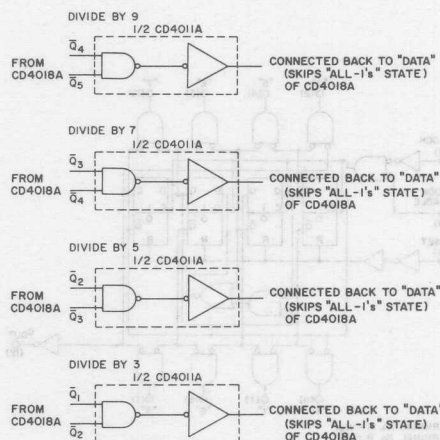 DIVIDE BY 9
1/2 CD4011A
Q̅4
FROM
CD4018A
Q̅5
CONNECTED BACK TO "DATA"
(SKIPS "ALL-1's" STATE)
OF CD4018A
DIVIDE BY 7
1/2 CD4011A
Q̅3
FROM
CD4018A
Q̅4
CONNECTED BACK TO "DATA"
(SKIPS "ALL-1's" STATE)
OF CD4018A
DIVIDE BY 5
1/2 CD4011A
Q̅2
FROM
CD4018A
Q̅3
CONNECTED BACK TO "DATA"
(SKIPS "ALL-1's" STATE)
OF CD4018A
DIVIDE BY 3
1/2 CD4011A
Q̅1
FROM
CD4018A
Q̅2
CONNECTED BACK TO "DATA"
(SKIPS "ALL-1's" STATE)
OF CD4018A